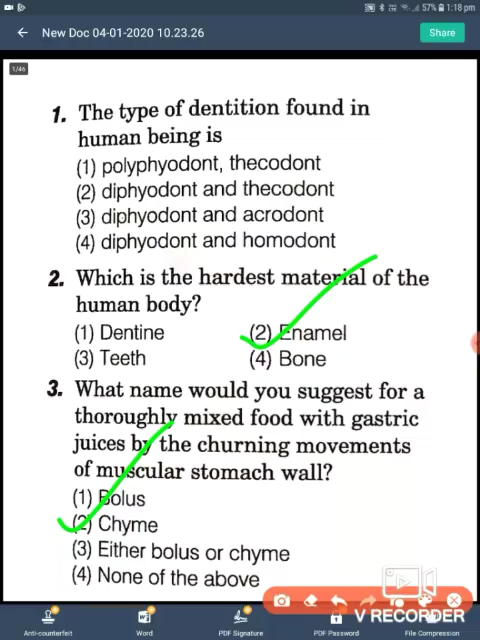 57% 1:18 pm
New Doc 04-01-2020 10.23.26
Share
1/46
1. The type of dentition found in
human being is
(1) polyphyodont, thecodont
(2) diphyodont and thecodont
(3) diphyodont and acrodont
(4) diphyodont and homodont
2. Which is the hardest material of the
human body?
(1) Dentine (2) Enamel
(3) Teeth (4) Bone
3. What name would you suggest for a
thoroughly mixed food with gastric
juices by the churning movements
of muscular stomach wall?
(1) Bolus
(2) Chyme
(3) Either bolus or chyme
(4) None of the above
V RECORDER
Anti-counterfeit Word PDF Signature PDF Password File Compression